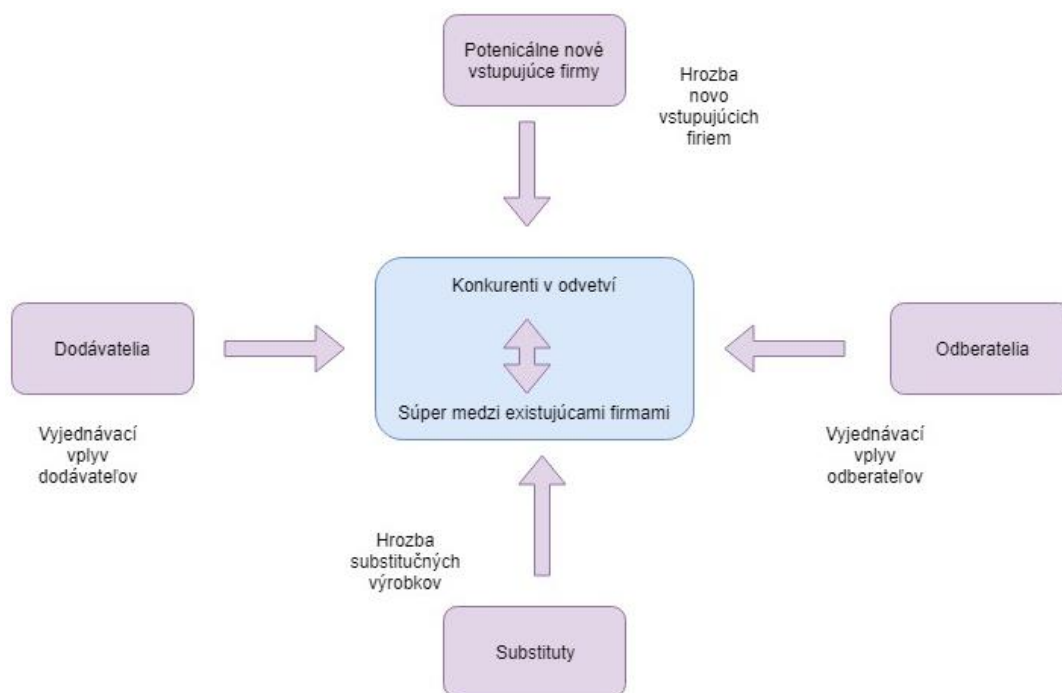 Potenicálne nové
vstupujúce firmy
Hrozba
novo
vstupujúcich
firiem
Konkurenti v odvetví
Dodávatelia
Odberatelia
Súper medzi existujúcami firmami
Vyjednávací
vplyv
dodávateľov
Vyjednávací
vplyv
odberateľov
Hrozba
substitučných
výrobkov
Substituty